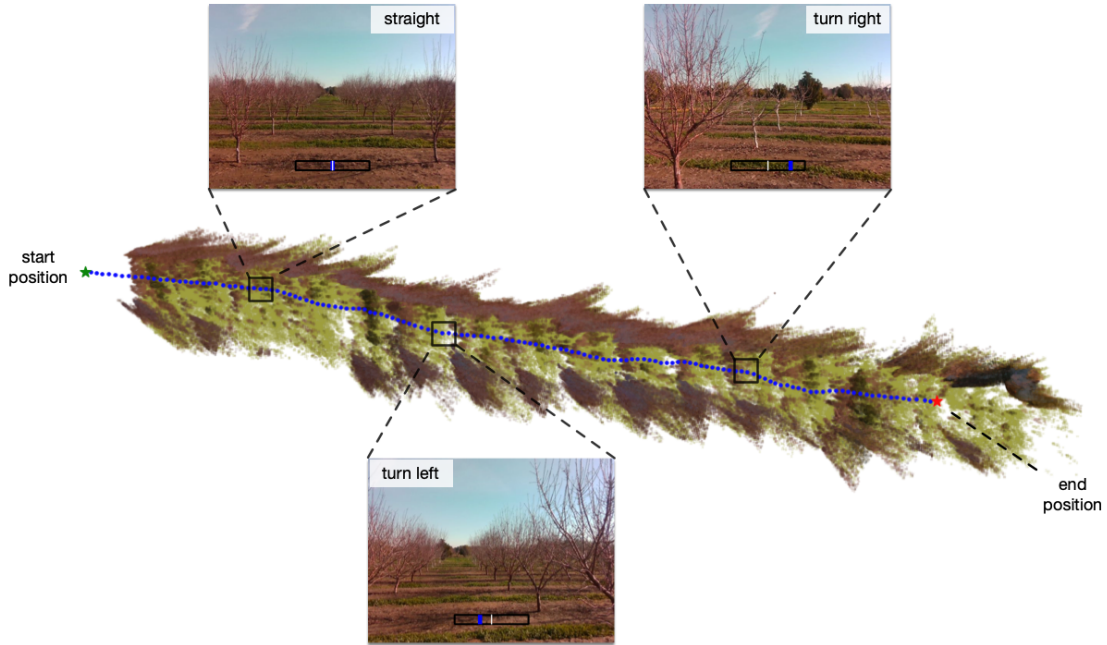 straight
turn right
start
position
turn left
end
position